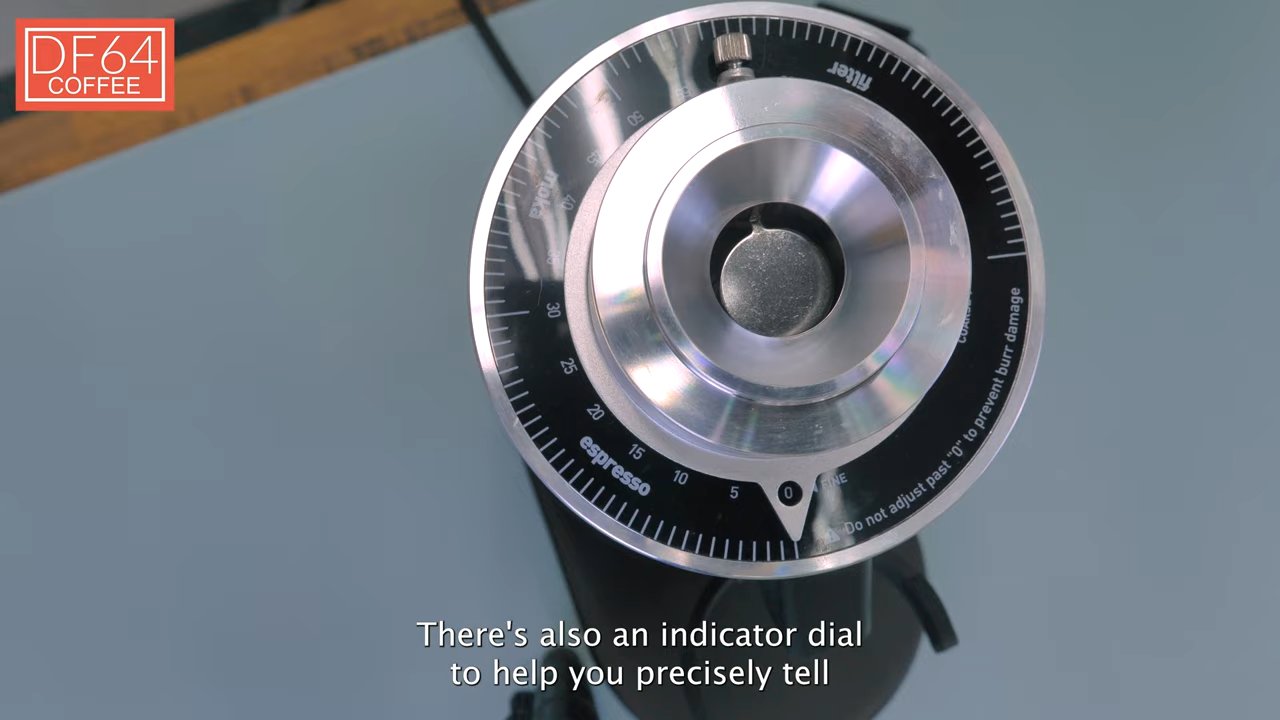 DF64
COFFEE
filter
50
moka
40
30
25
20
15
10
5
0
espresso
FINE
Do not adjust past "0" to prevent burr damage
There's also an indicator dial
to help you precisely tell